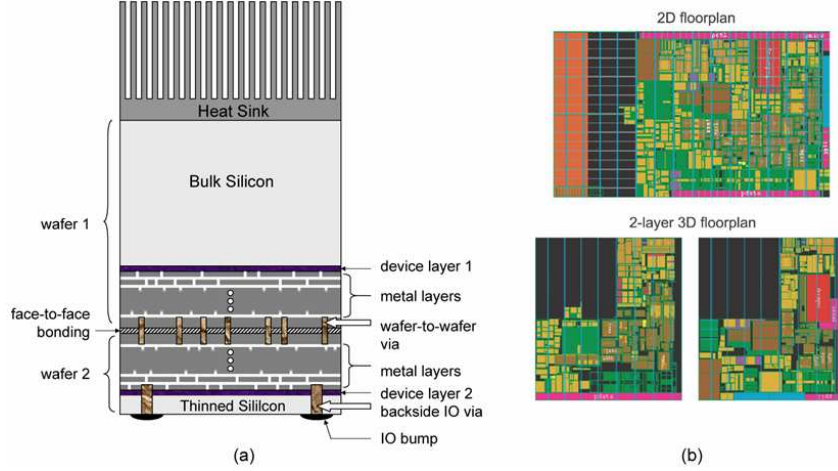 Heat Sink
Bulk Silicon
wafer 1
device layer 1
metal layers
face-to-face
bonding
wafer-to-wafer
via
wafer 2
metal layers
device layer 2
Thinned Sililcon
backside IO via
IO bump
(a)
2D floorplan
2-layer 3D floorplan
(b)